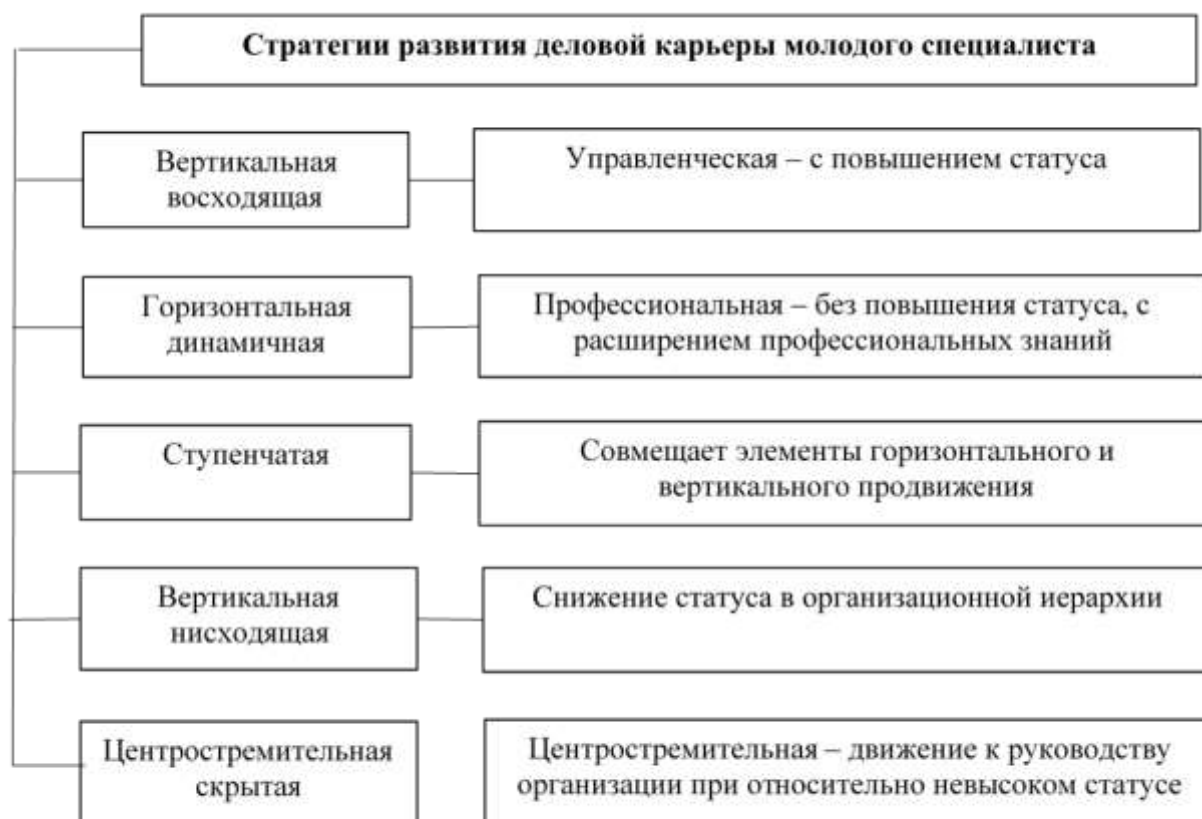 Стратегии развития деловой карьеры молодого специалиста
Вертикальная
восходящая
Управленческая – с повышением статуса
Горизонтальная
динамичная
Профессиональная – без повышения статуса, с
расширением профессиональных знаний
Ступенчатая
Совмещает элементы горизонтального и
вертикального продвижения
Вертикальная
нисходящая
Снижение статуса в организационной иерархии
Центростремительная
скрытая
Центростремительная – движение к руководству
организации при относительно невысоком статусе